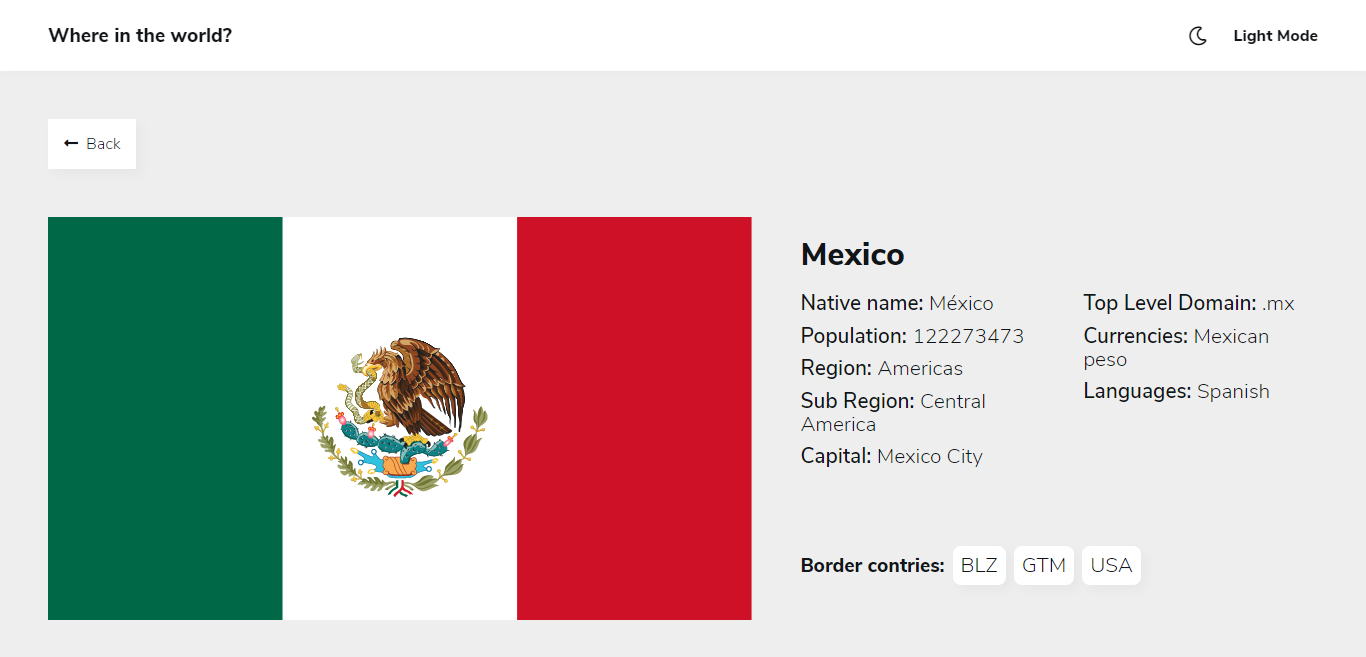 Where in the world?
Light Mode
Back
Mexico
Native name: México
Population: 122273473
Region: Americas
Sub Region: Central
America
Capital: Mexico City
Top Level Domain: .mx
Currencies: Mexican
peso
Languages: Spanish
Border contries: BLZ GTM USA